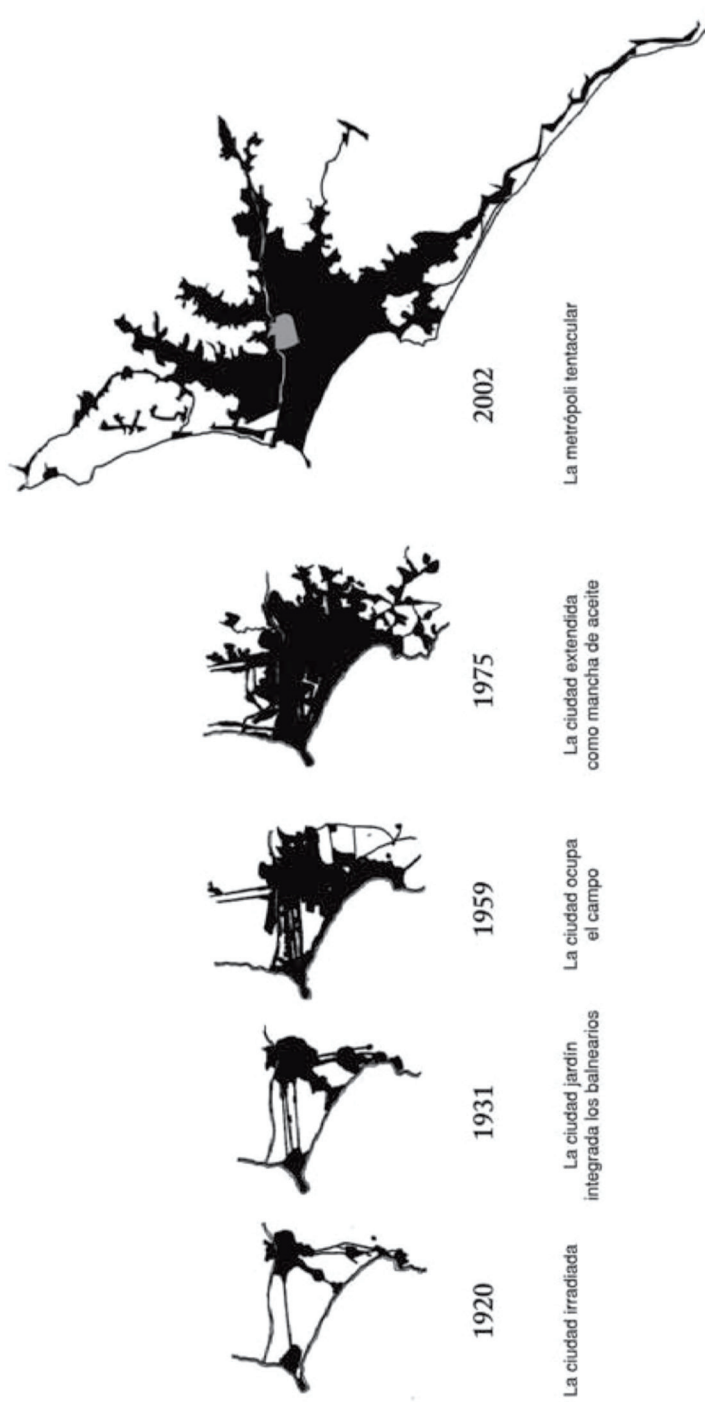 1920
La ciudad irradiada
1931
La ciudad jardín
integrada los balnearios
1959
La ciudad ocupa
el campo
1975
La ciudad extendida
como mancha de aceite
2002
La metrópoli tentacular